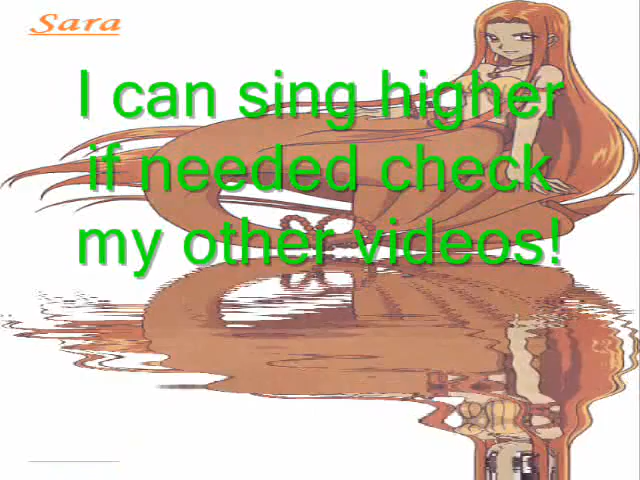 Sara
I can sing higher
if needed check
my other videos!